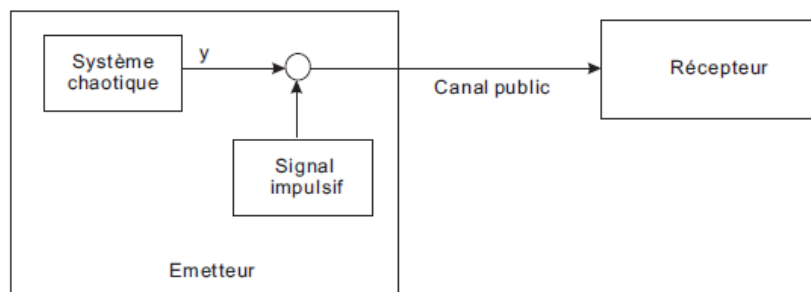 Système
chaotique
y
Récepteur
Canal public
Signal
impulsif
Emetteur